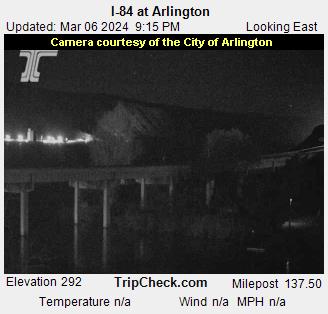 I-84 at Arlington
Updated: Mar 06 2024 9:15 PM Looking East
Camera courtesy of the City of Arlington
Elevation 292 TripCheck.com Milepost 137.50
Temperature n/a Wind n/a MPH n/a